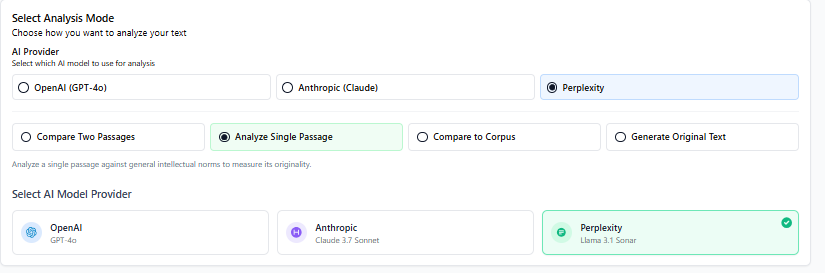 Select Analysis Mode
Choose how you want to analyze your text
AI Provider
Select which AI model to use for analysis
OpenAI (GPT-4o)
Anthropic (Claude)
Perplexity
Compare Two Passages
Analyze Single Passage
Compare to Corpus
Generate Original Text
Analyze a single passage against general intellectual norms to measure its originality.
Select AI Model Provider
OpenAI
GPT-4o
Anthropic
Claude 3.7 Sonnet
Perplexity
Llama 3.1 Sonar